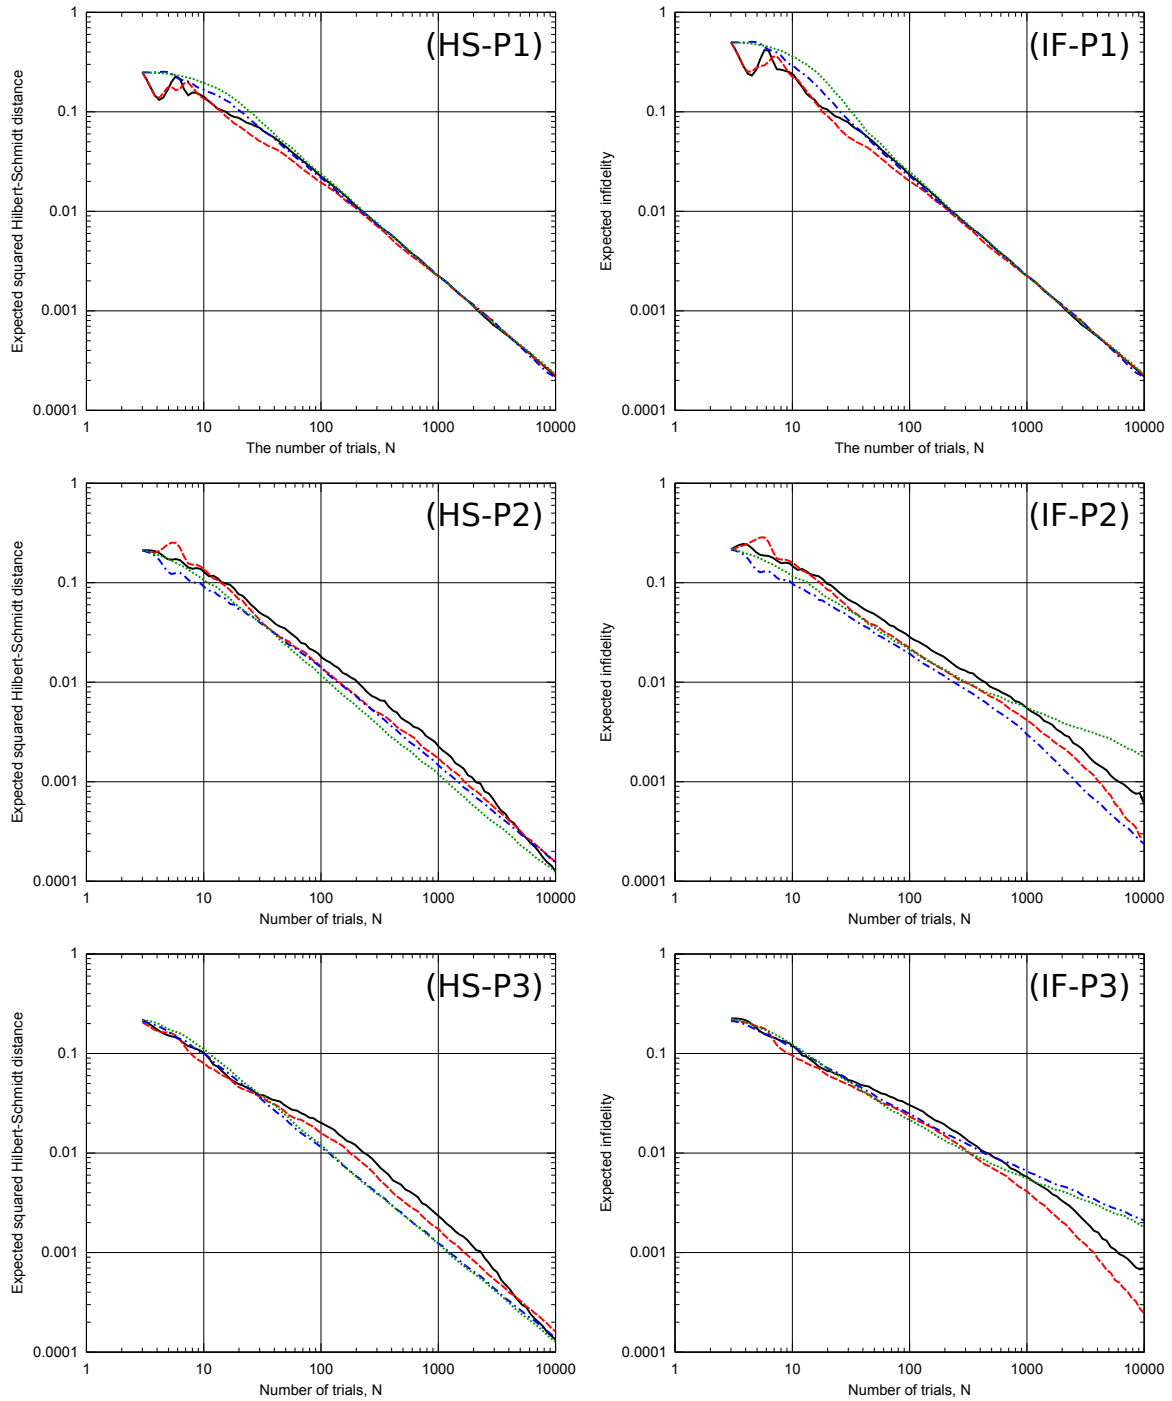 (HS-P1)
Expected squared Hilbert-Schmidt distance
1
0.1
0.01
0.001
0.0001
1 10 100 1000 10000
The number of trials, N
(IF-P1)
Expected infidelity
1
0.1
0.01
0.001
0.0001
1 10 100 1000 10000
The number of trials, N
(HS-P2)
Expected squared Hilbert-Schmidt distance
1
0.1
0.01
0.001
0.0001
1 10 100 1000 10000
Number of trials, N
(IF-P2)
Expected infidelity
1
0.1
0.01
0.001
0.0001
1 10 100 1000 10000
Number of trials, N
(HS-P3)
Expected squared Hilbert-Schmidt distance
1
0.1
0.01
0.001
0.0001
1 10 100 1000 10000
Number of trials, N
(IF-P3)
Expected infidelity
1
0.1
0.01
0.001
0.0001
1 10 100 1000 10000
Number of trials, N